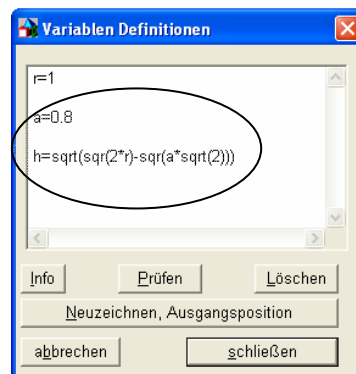 Variablen Definitionen
r=1
a=0.8
h=sqrt(sqr(2*r)-sqr(a*sqrt(2)))
Info Prüfen Löschen
Neuzeichnen, Ausgangsposition
abbrechen schließen